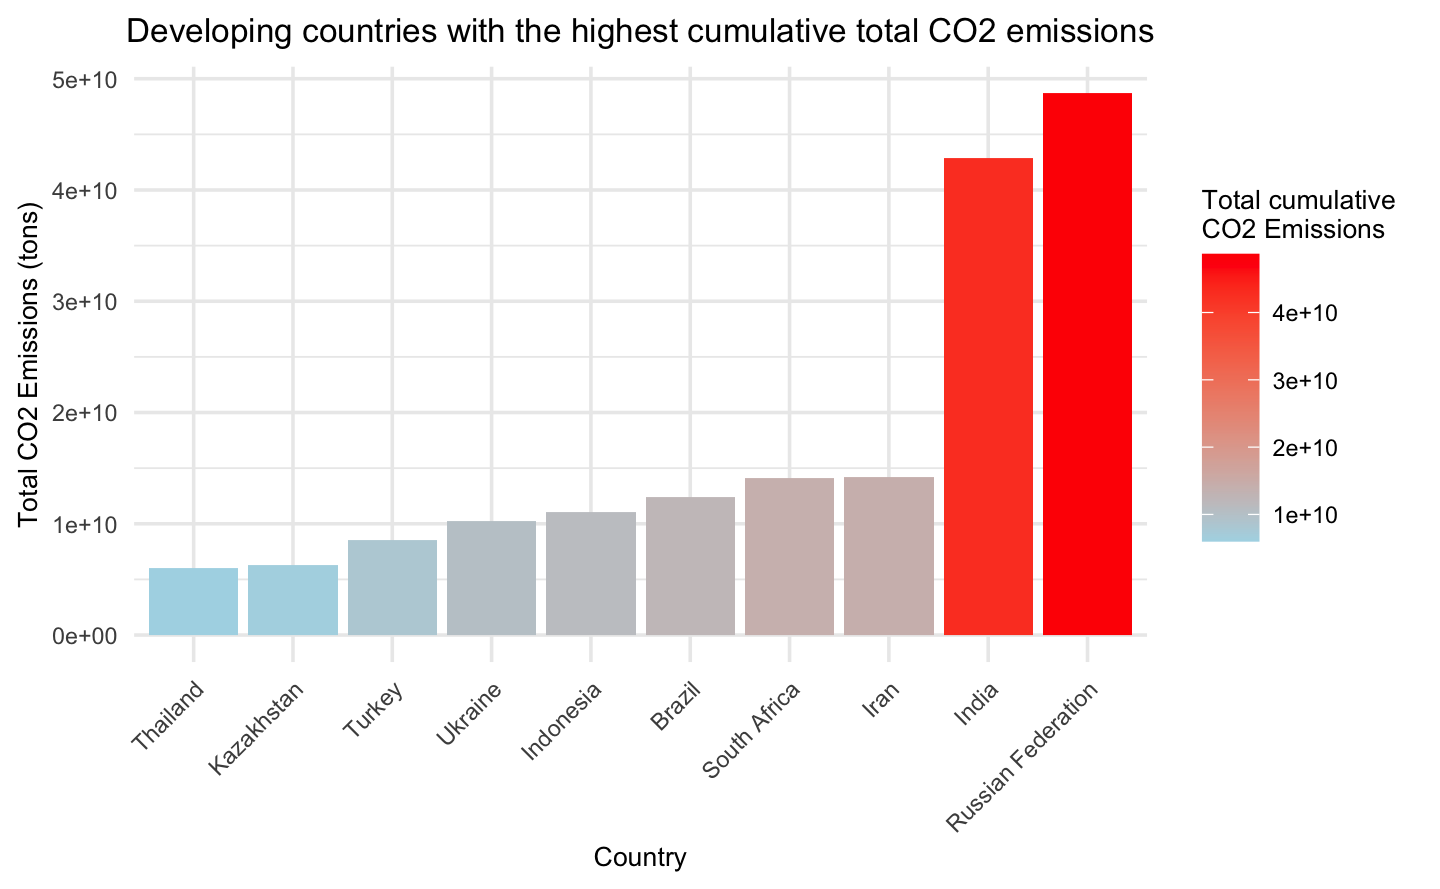 Developing countries with the highest cumulative total CO2 emissions
Total CO2 Emissions (tons)
5e+10
4e+10
3e+10
2e+10
1e+10
0e+00
Thailand
Kazakhstan
Turkey
Ukraine
Indonesia
Brazil
South Africa
Iran
India
Russian Federation
Country
Total cumulative
CO2 Emissions
4e+10
3e+10
2e+10
1e+10